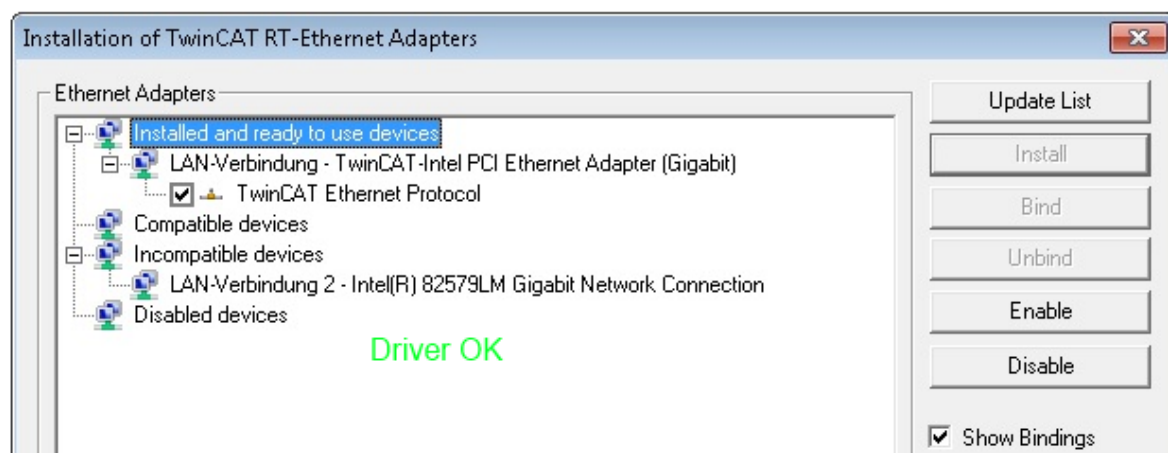 Installation of TwinCAT RT-Ethernet Adapters
Ethernet Adapters
Update List
Installed and ready to use devices
Install
LAN-Verbindung - TwinCAT-Intel PCI Ethernet Adapter (Gigabit)
TwinCAT Ethernet Protocol
Bind
Compatible devices
Incompatible devices
Unbind
LAN-Verbindung 2 - Intel(R) 82579LM Gigabit Network Connection
Disabled devices
Enable
Driver OK
Disable
Show Bindings